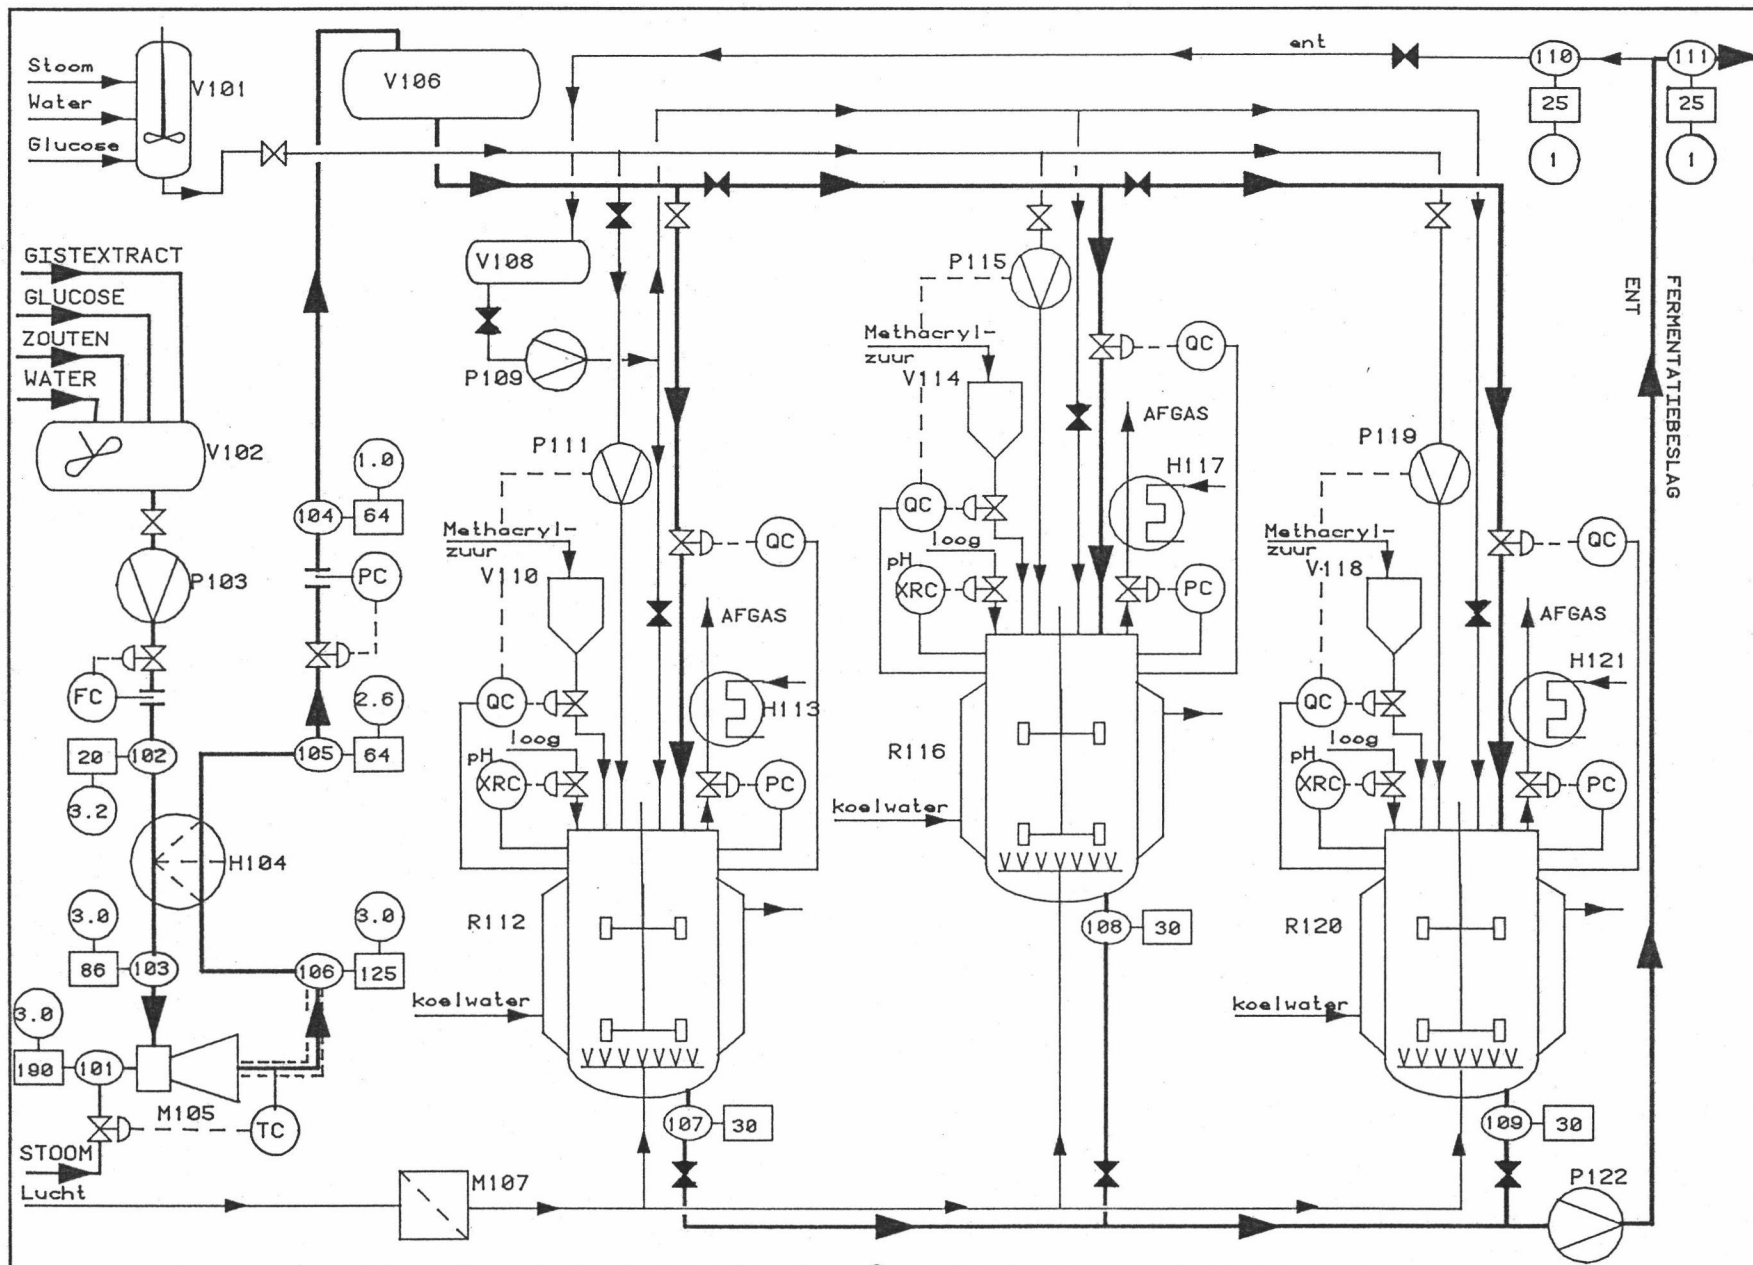 Stoom
Water
Glucose
V101
V106
ent
110
111
25
25
1
1
GISTEXTRACT
GLUCOSE
ZOUTEN
WATER
V102
V108
P109
P115
Methacryl-
zuur
V114
QC
FERMENTATIEBESLAG
ENT
AFGAS
H117
P111
P119
1.0
104
64
PC
P103
FC
QC
loog
pH
XRC
PC
Methacryl-
zuur
V110
QC
AFGAS
H113
Methacryl-
zuur
V118
QC
AFGAS
H121
2.6
105
64
20
102
3.2
QC
loog
pH
XRC
PC
R116
koelwater
QC
loog
pH
XRC
PC
H104
3.0
86
103
3.0
106
125
R112
koelwater
108
30
R120
koelwater
3.0
190
101
M105
TC
STOOM
Lucht
M107
107
30
109
30
P122